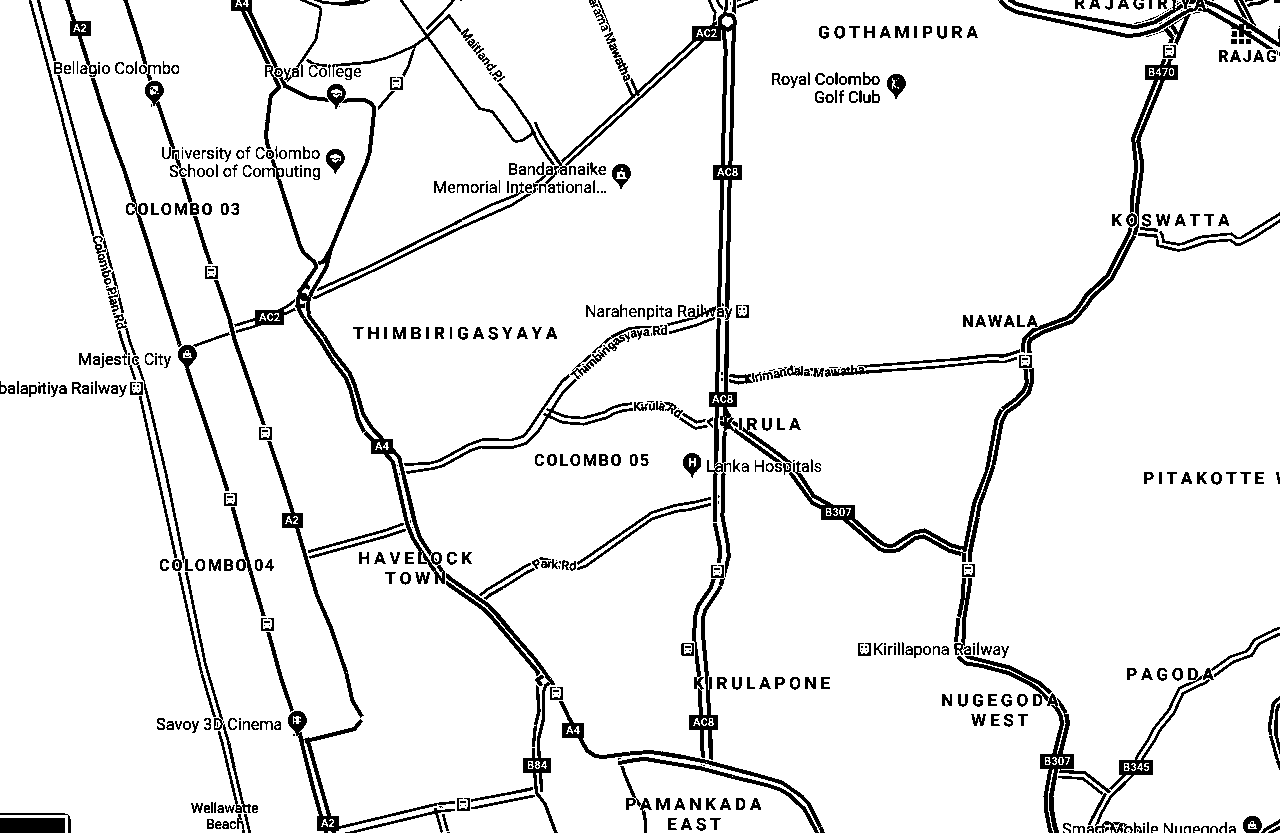 A4
RAJAGIRIYA
A2
AC2
GOTHAMIPURA
Maitland Pl
Mawatha
RAJAG
Bellagio Colombo
Royal College
B470
Royal Colombo
Golf Club
University of Colombo
School of Computing
Bandaranaike
Memorial International...
AC8
COLOMBO 03
KOSWATTA
Colombo Plan Rd
AC2
Narahenpita Railway
THIMBIRIGASYAYA
Thimbirigasyaya Rd
NAWALA
Majestic City
Kirimandala Mawatha
balapitiya Railway
AC8
Kirula Rd
KIRULA
A4
COLOMBO 05
Lanka Hospitals
PITAKOTTE W
B307
A2
COLOMBO 04
HAVELOCK
TOWN
Park Rd
Kirillapona Railway
PAGODA
KIRULAPONE
NUGEGODA
WEST
Savoy 3D Cinema
AC8
A4
B84
B307
B345
Wellawatte
Beach
PAMANKADA
EAST
A2
Smart Mobile Nugegoda